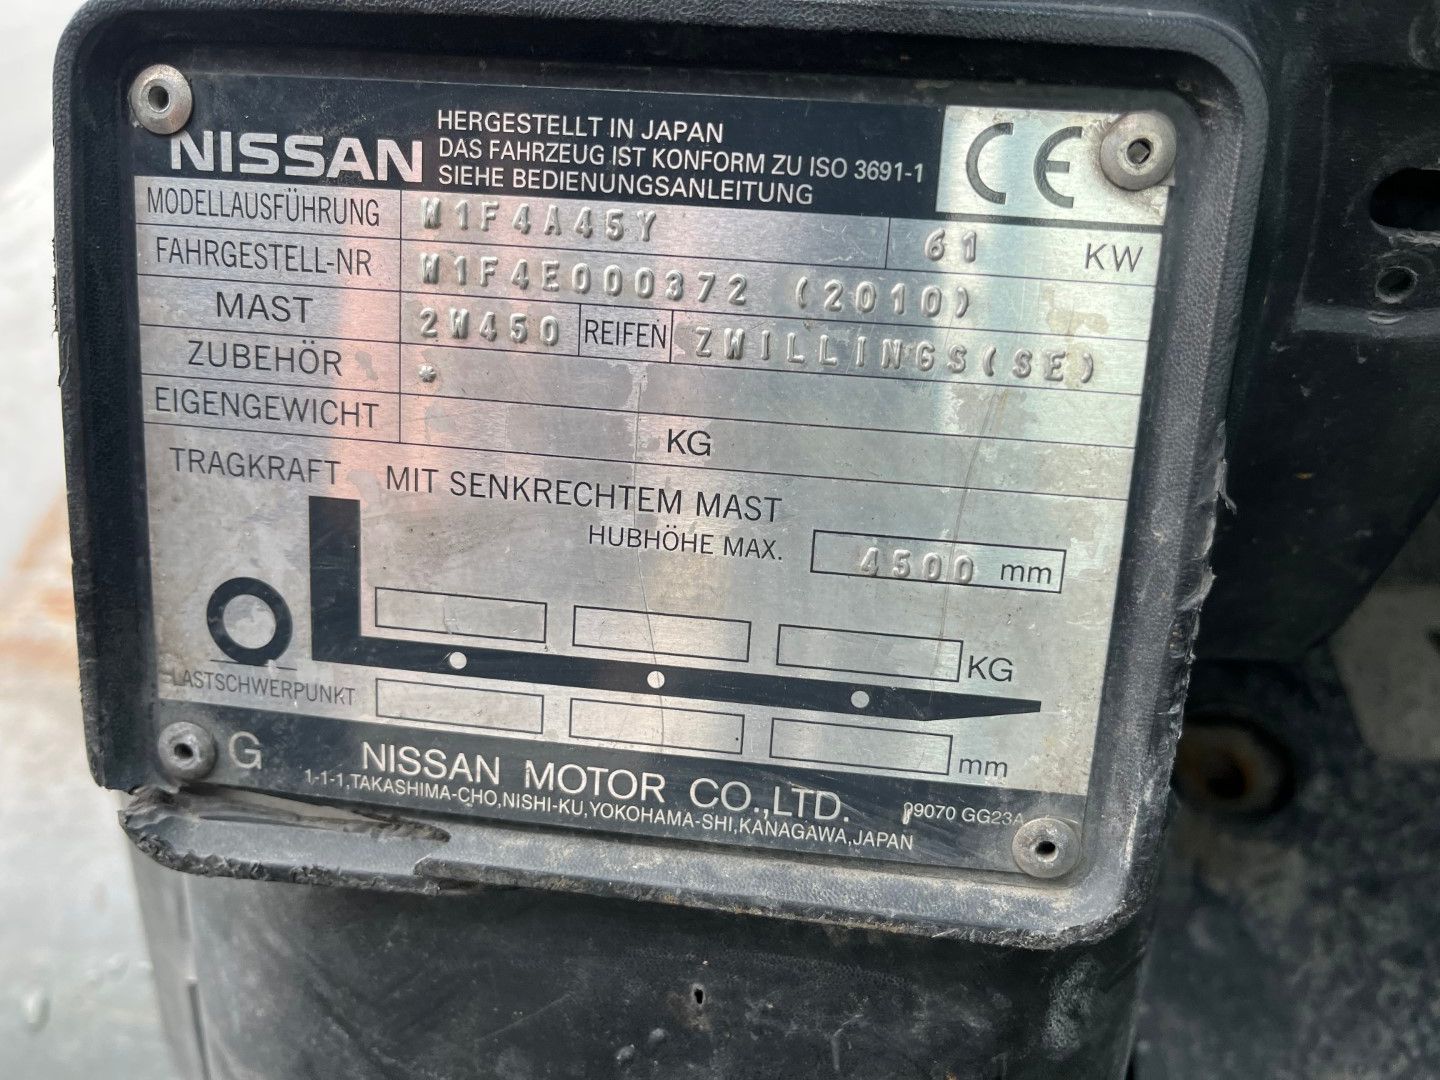 NISSAN
HERGESTELLT IN JAPAN
DAS FAHRZEUG IST KONFORM ZU ISO 3691-1
SIEHE BEDIENUNGSANLEITUNG
CE
MODELLAUSFÜHRUNG W1F4A45Y 61 KW
FAHRGESTELL-NR W1F4E000372 (2010)
MAST 2W450 REIFEN ZWILLINGS(SE)
ZUBEHÖR *
EIGENGEWICHT KG
TRAGKRAFT MIT SENKRECHTEM MAST
HUBHÖHE MAX. 4500 mm
KG
LASTSCHWERPUNKT
mm
G NISSAN MOTOR CO.,LTD.
1-1-1,TAKASHIMA-CHO,NISHI-KU,YOKOHAMA-SHI,KANAGAWA,JAPAN
99070 GG23A